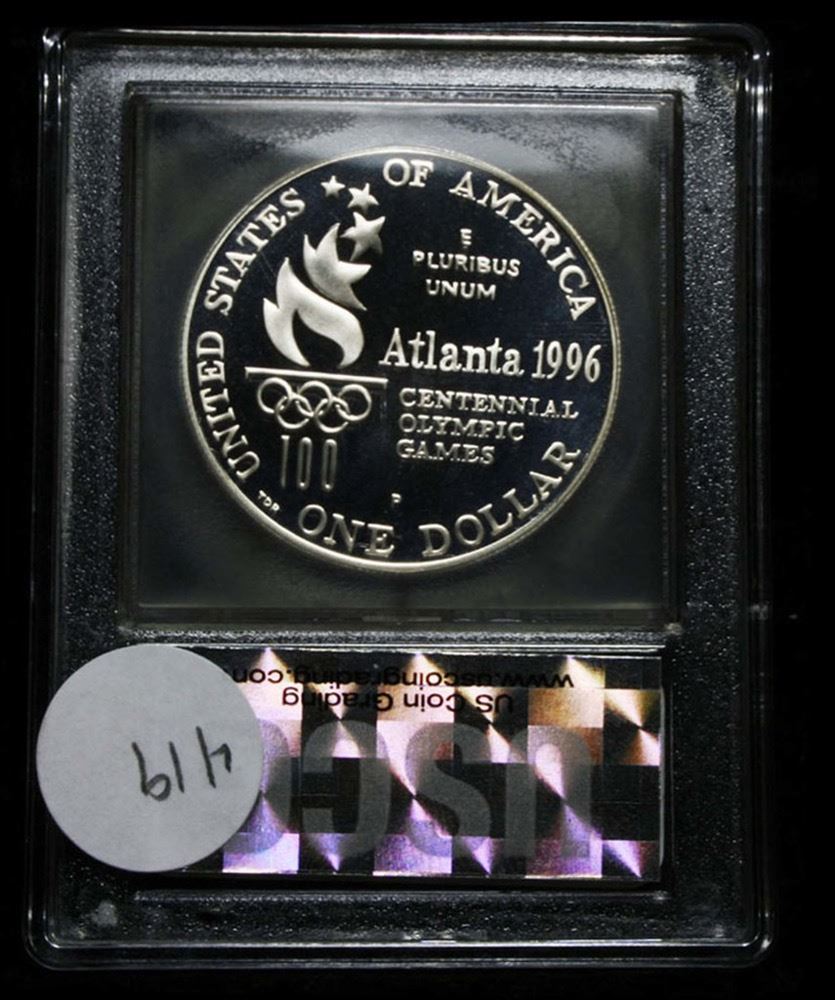 UNITED STATES OF AMERICA
E
PLURIBUS
UNUM
Atlanta 1996
CENTENNIAL
OLYMPIC
GAMES
100
P
TDP
ONE DOLLAR
www.uscoingrading.com
US Coin Grading
USCG
419